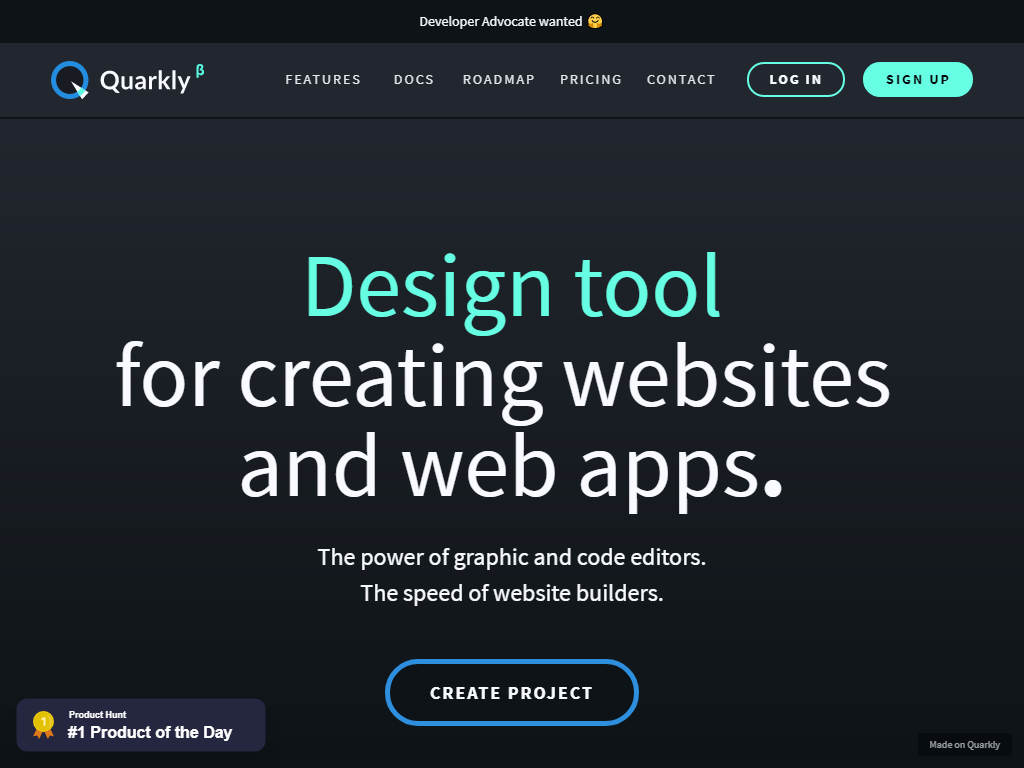 Developer Advocate wanted 🤗
Quarkly β
FEATURES
DOCS
ROADMAP
PRICING
CONTACT
LOG IN
SIGN UP
Design tool
for creating websites
and web apps.
The power of graphic and code editors.
The speed of website builders.
CREATE PROJECT
1
Product Hunt
#1 Product of the Day
Made on Quarkly